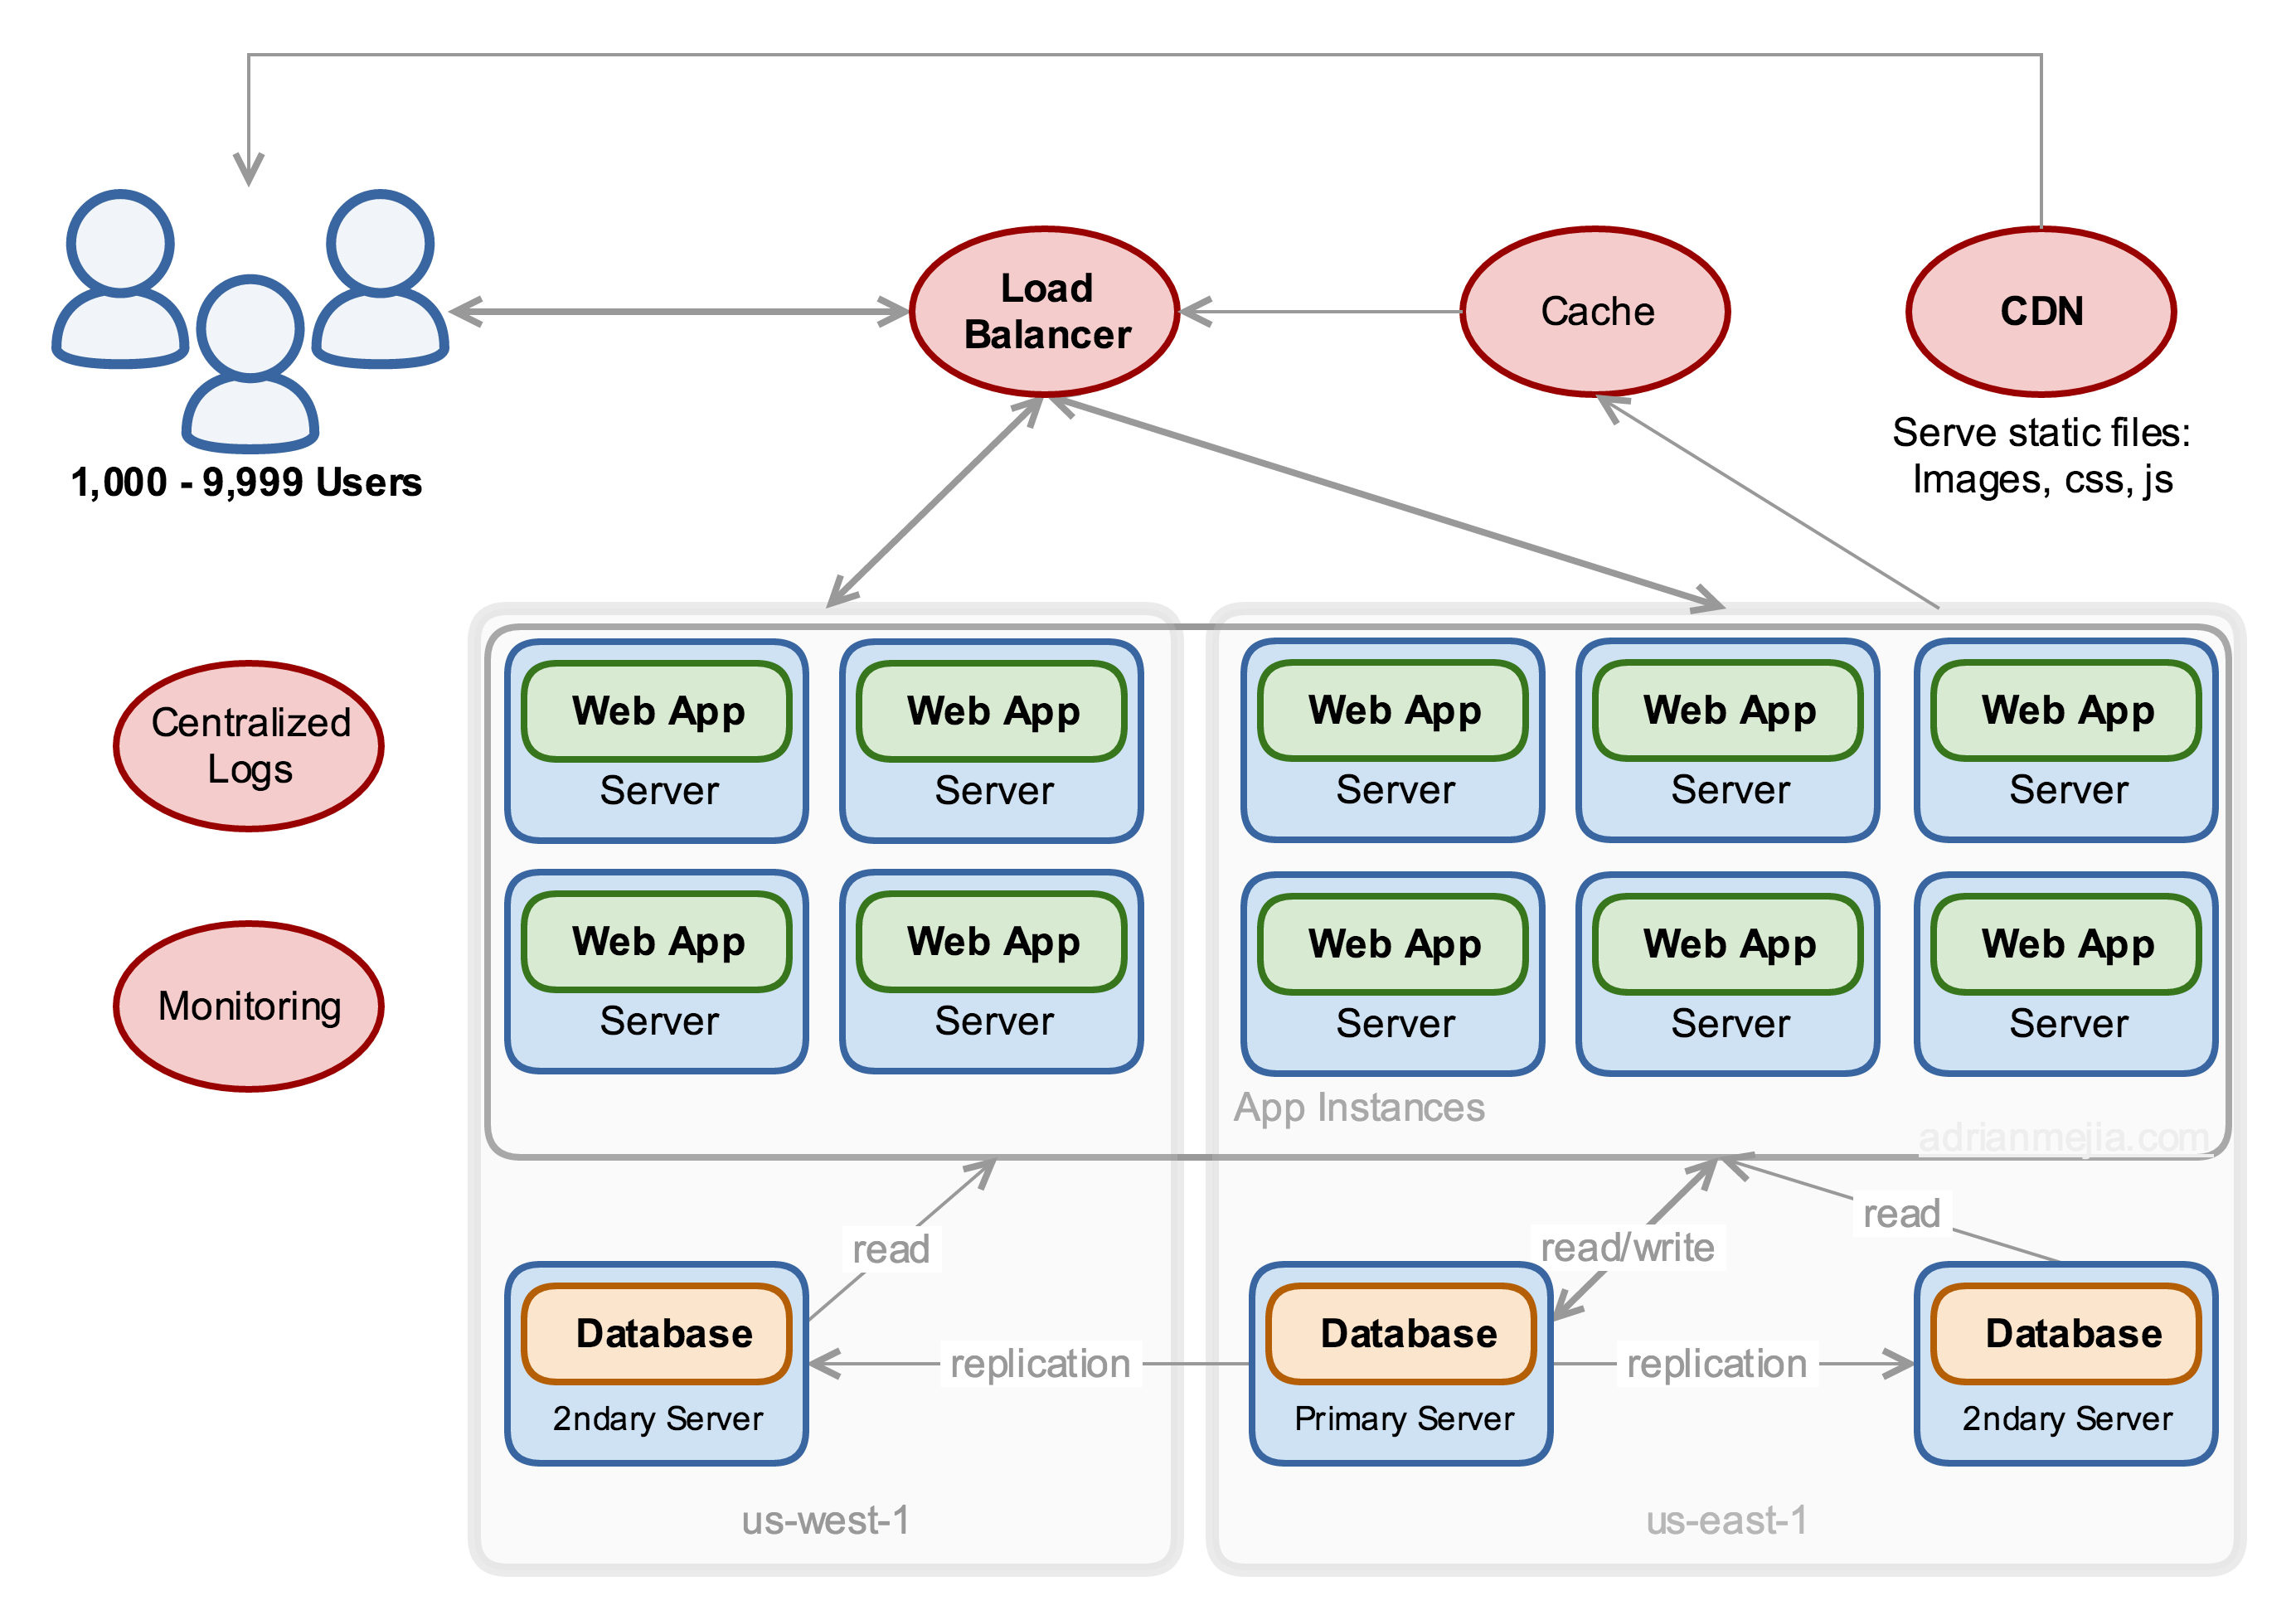 Load
Balancer
Cache
CDN
Serve static files:
Images, css, js
1,000 - 9,999 Users
Centralized
Logs
Monitoring
Web App
Server
Web App
Server
Web App
Server
Web App
Server
Web App
Server
Web App
Server
Web App
Server
Web App
Server
Web App
Server
Web App
Server
App Instances
adrianmejia.com
read
read/write
read
Database
2ndary Server
replication
Database
Primary Server
replication
Database
2ndary Server
us-west-1
us-east-1